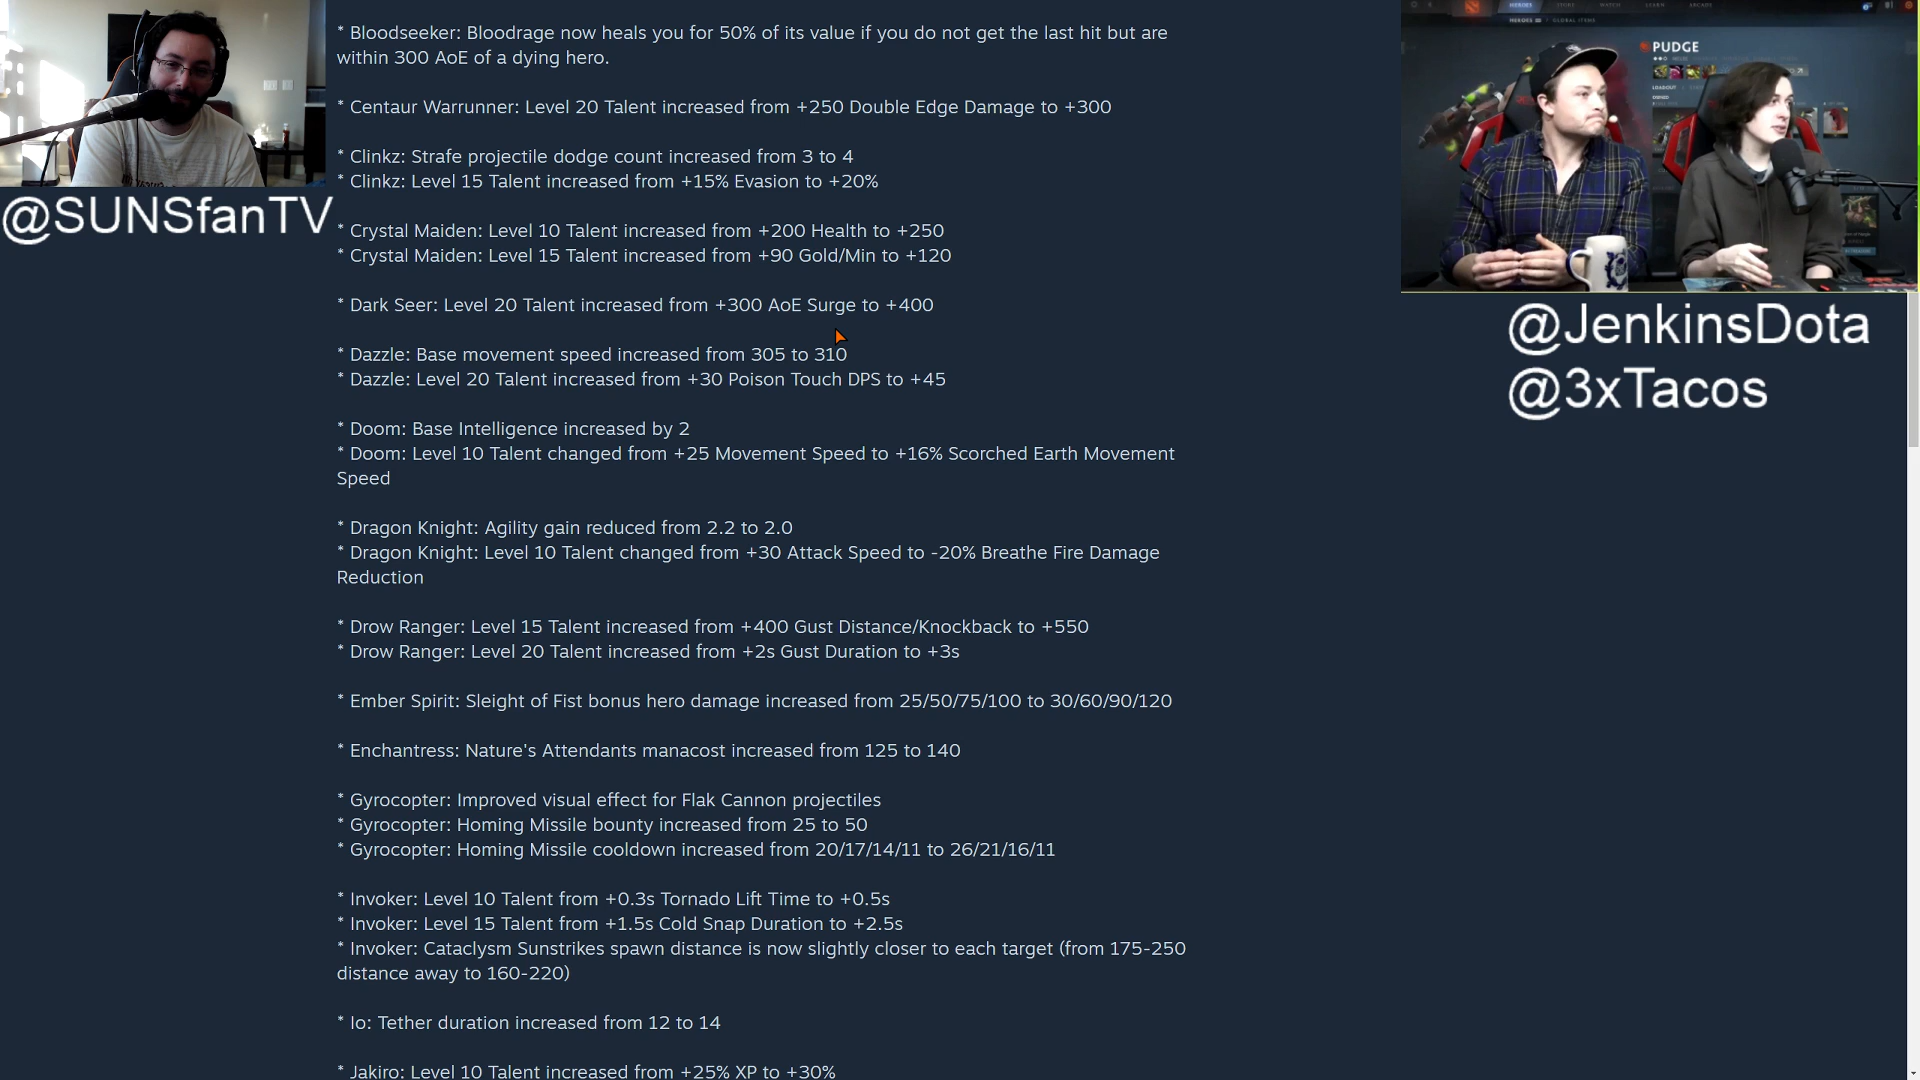 * Bloodseeker: Bloodrage now heals you for 50% of its value if you do not get the last hit but are
within 300 AoE of a dying hero.
* Centaur Warrunner: Level 20 Talent increased from +250 Double Edge Damage to +300
* Clinkz: Strafe projectile dodge count increased from 3 to 4
* Clinkz: Level 15 Talent increased from +15% Evasion to +20%
* Crystal Maiden: Level 10 Talent increased from +200 Health to +250
* Crystal Maiden: Level 15 Talent increased from +90 Gold/Min to +120
* Dark Seer: Level 20 Talent increased from +300 AoE Surge to +400
* Dazzle: Base movement speed increased from 305 to 310
* Dazzle: Level 20 Talent increased from +30 Poison Touch DPS to +45
* Doom: Base Intelligence increased by 2
* Doom: Level 10 Talent changed from +25 Movement Speed to +16% Scorched Earth Movement
Speed
* Dragon Knight: Agility gain reduced from 2.2 to 2.0
* Dragon Knight: Level 10 Talent changed from +30 Attack Speed to -20% Breathe Fire Damage
Reduction
* Drow Ranger: Level 15 Talent increased from +400 Gust Distance/Knockback to +550
* Drow Ranger: Level 20 Talent increased from +2s Gust Duration to +3s
* Ember Spirit: Sleight of Fist bonus hero damage increased from 25/50/75/100 to 30/60/90/120
* Enchantress: Nature's Attendants manacost increased from 125 to 140
* Gyrocopter: Improved visual effect for Flak Cannon projectiles
* Gyrocopter: Homing Missile bounty increased from 25 to 50
* Gyrocopter: Homing Missile cooldown increased from 20/17/14/11 to 26/21/16/11
* Invoker: Level 10 Talent from +0.3s Tornado Lift Time to +0.5s
* Invoker: Level 15 Talent from +1.5s Cold Snap Duration to +2.5s
* Invoker: Cataclysm Sunstrikes spawn distance is now slightly closer to each target (from 175-250
distance away to 160-220)
* Io: Tether duration increased from 12 to 14
* Jakiro: Level 10 Talent increased from +25% XP to +30%
@SUNSfanTV
HEROES
GLOBAL ITEMS
PUDGE
@JenkinsDota
@3xTacos